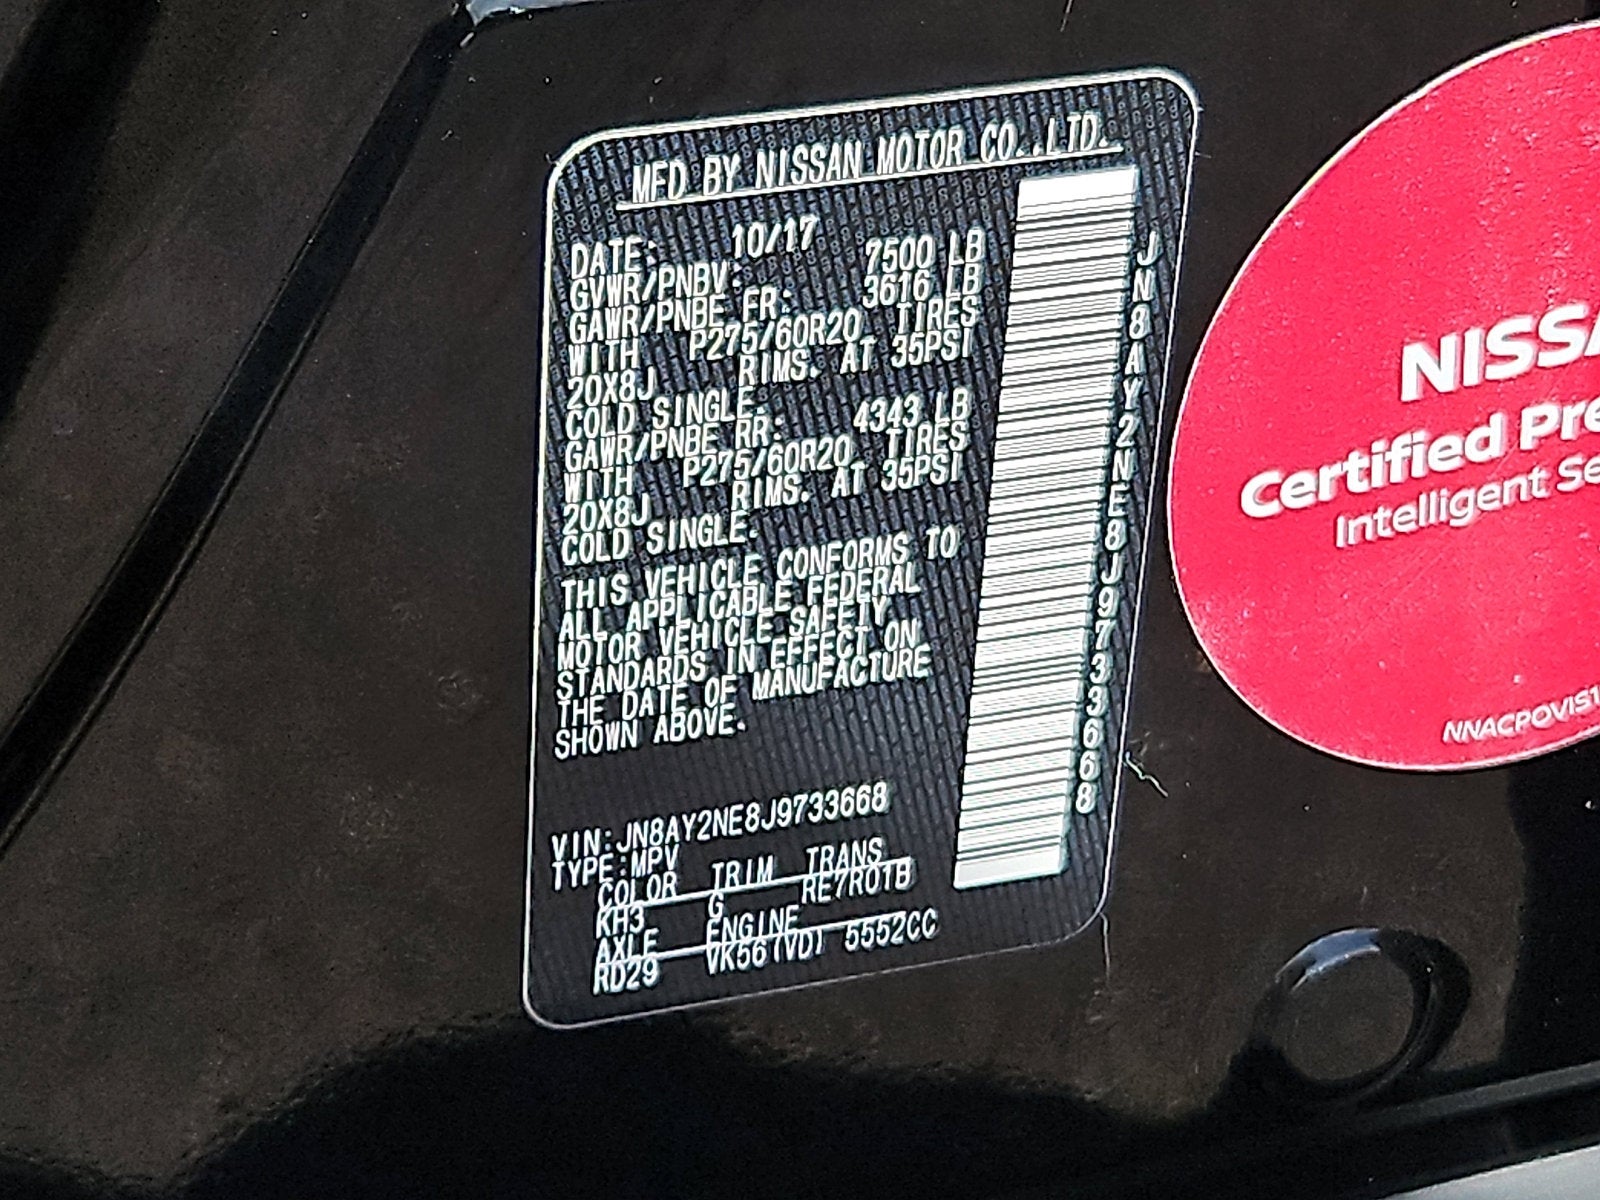 MFD BY NISSAN MOTOR CO.,LTD.
DATE: 10/17
GVWR/PNBV: 7500 LB
GAWR/PNBE FR: 3616 LB
WITH P275/60R20 TIRES
20X8J RIMS. AT 35PSI
COLD SINGLE.
GAWR/PNBE RR: 4343 LB
WITH P275/60R20 TIRES
20X8J RIMS. AT 35PSI
COLD SINGLE.
THIS VEHICLE CONFORMS TO
ALL APPLICABLE FEDERAL
MOTOR VEHICLE SAFETY
STANDARDS IN EFFECT ON
THE DATE OF MANUFACTURE
SHOWN ABOVE.
VIN:JN8AY2NE8J9733668
TYPE:MPV
COLOR TRIM TRANS
KH3 G RE7R01B
AXLE ENGINE
RD29 VK56(VD) 5552CC
JN8AY2NE8J9733668
NISSA
Certified Pre
Intelligent Se
NNACPOVIS1